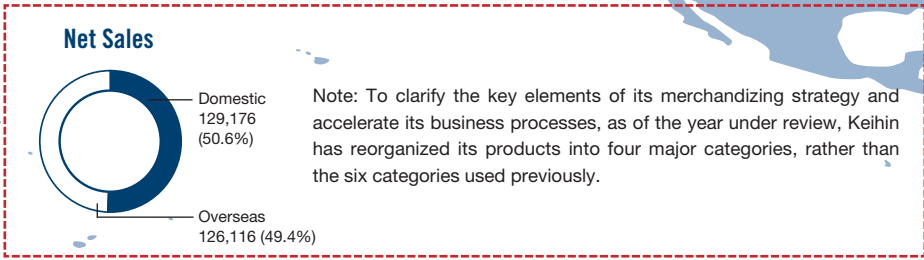 Net Sales
Domestic
129,176
(50.6%)
Overseas
126,116 (49.4%)
Note: To clarify the key elements of its merchandizing strategy and
accelerate its business processes, as of the year under review, Keihin
has reorganized its products into four major categories, rather than
the six categories used previously.